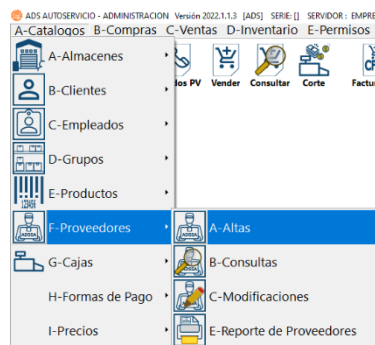 ADS AUTOSERVICIO - ADMINISTRACION Versión 2022.1.1.3 [ADS] SERIE: [] SERVIDOR : EMPRE
A-Catalogos B-Compras C-Ventas D-Inventario E-Permisos
A-Almacenes
dos PV Vender Consultar Corte Factu
B-Clientes
C-Empleados
D-Grupos
E-Productos
F-Proveedores
A-Altas
G-Cajas
B-Consultas
H-Formas de Pago
C-Modificaciones
I-Precios
E-Reporte de Proveedores